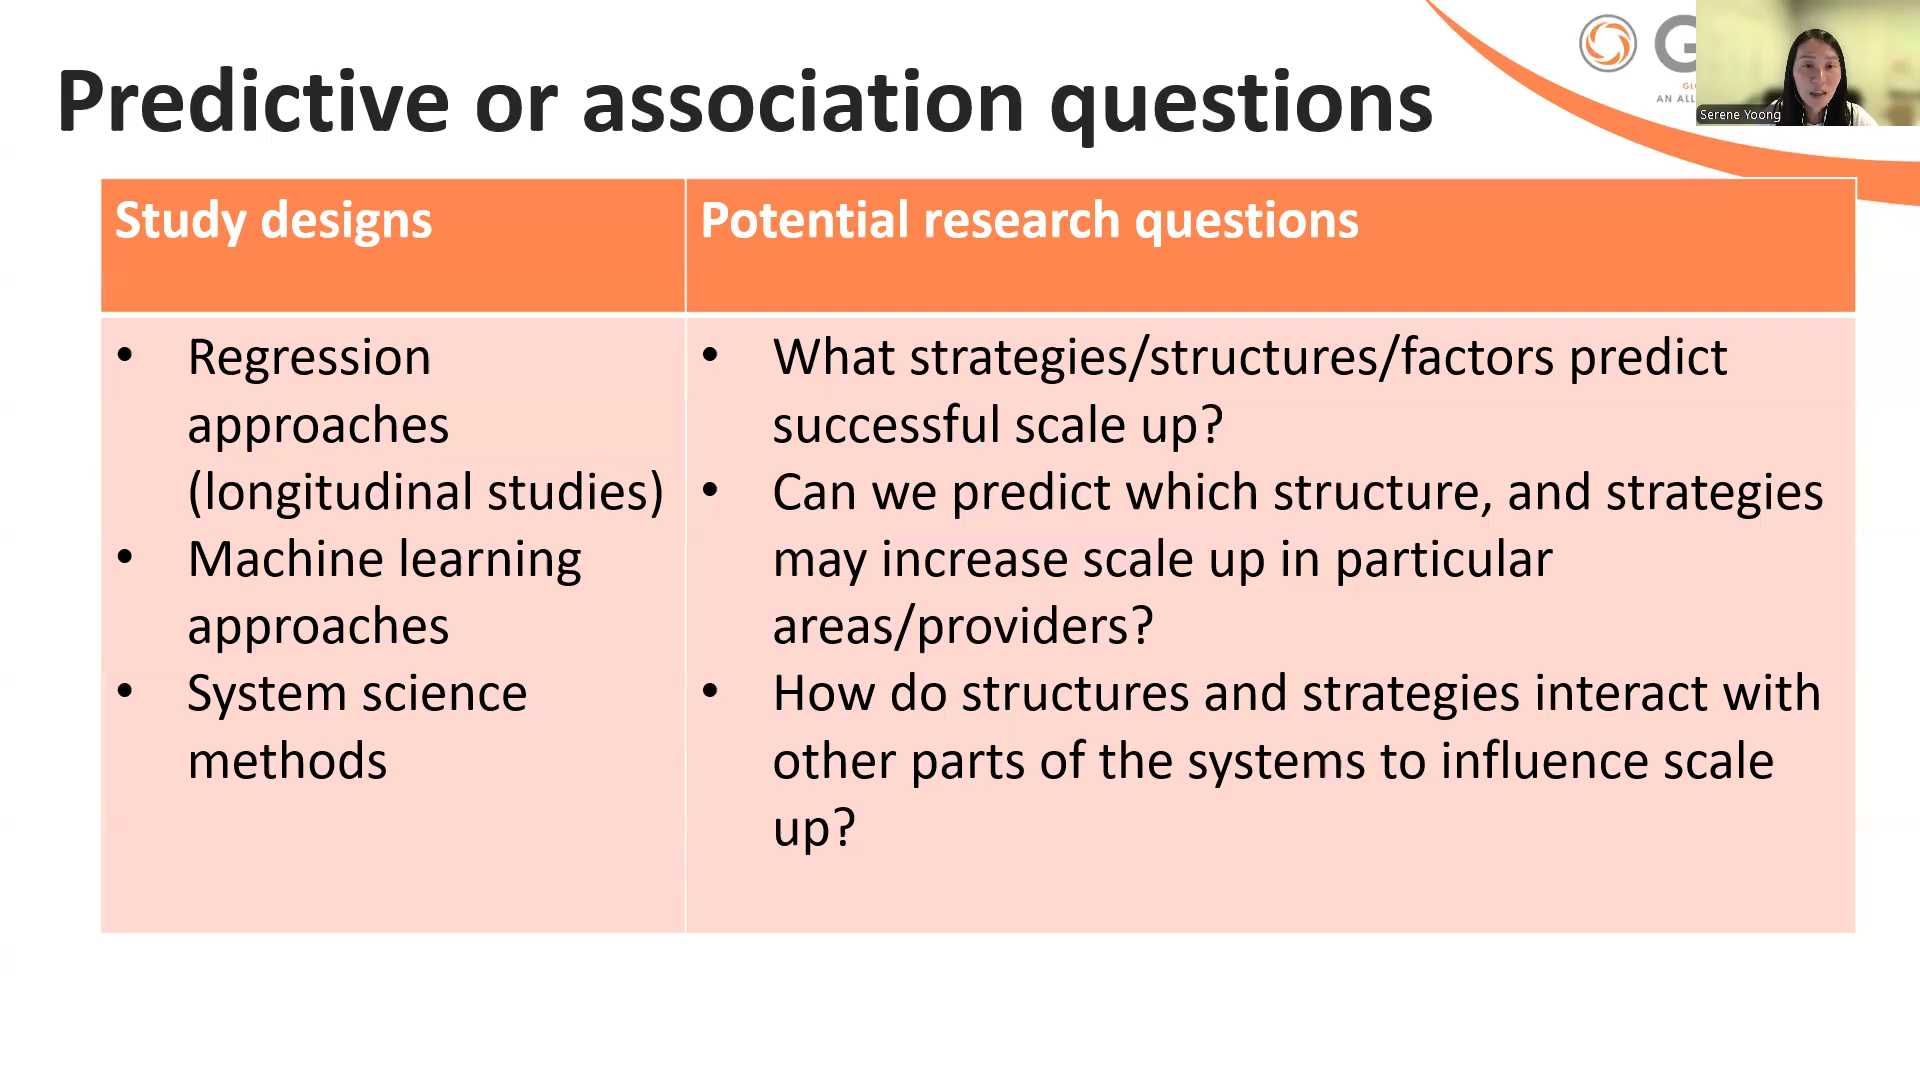 Predictive or association questions
Serene Yoong
Study designs
Potential research questions
• Regression
approaches
(longitudinal studies)
• Machine learning
approaches
• System science
methods
• What strategies/structures/factors predict
successful scale up?
• Can we predict which structure, and strategies
may increase scale up in particular
areas/providers?
• How do structures and strategies interact with
other parts of the systems to influence scale
up?